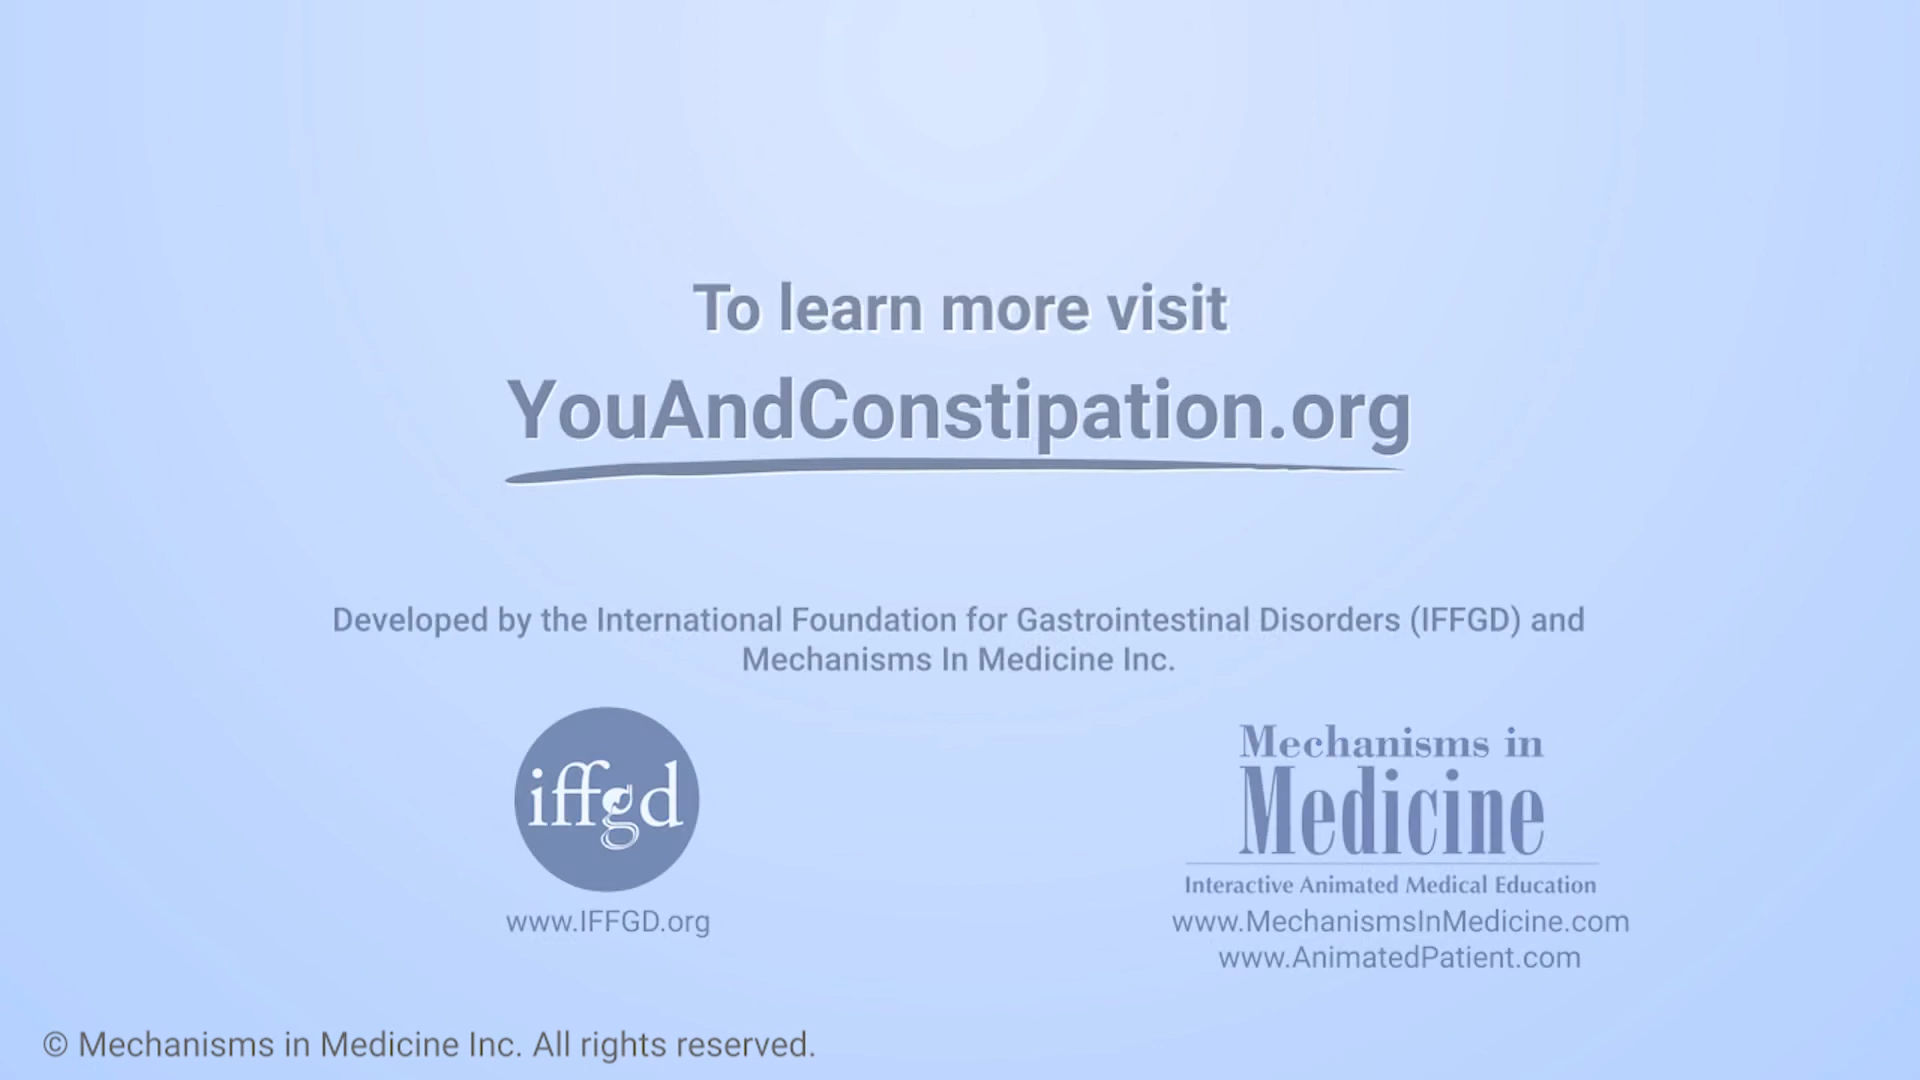 To learn more visit
YouAndConstipation.org
Developed by the International Foundation for Gastrointestinal Disorders (IFFGD) and
Mechanisms In Medicine Inc.
iffgd
www.IFFGD.org
Mechanisms in
Medicine
Interactive Animated Medical Education
www.MechanismsInMedicine.com
www.AnimatedPatient.com
© Mechanisms in Medicine Inc. All rights reserved.